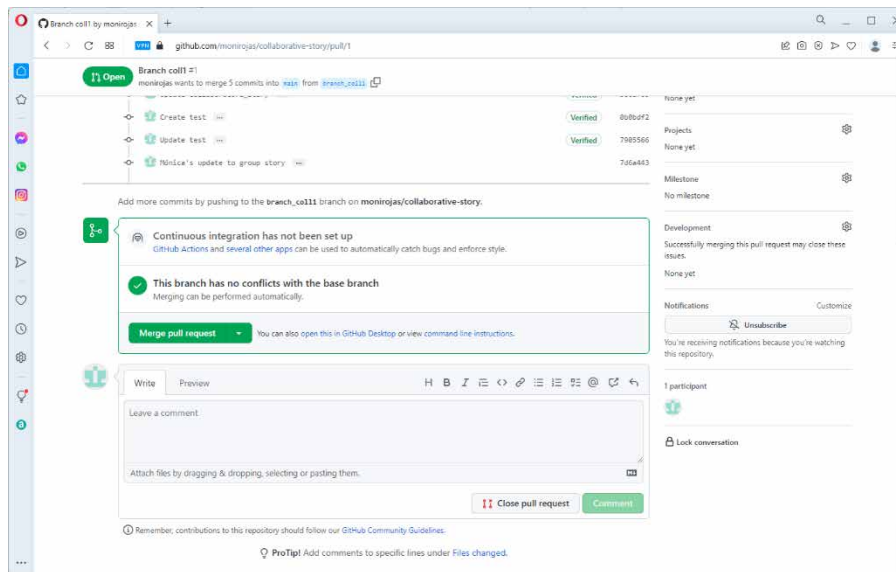 Branch coll1 by monirojas
VPN
github.com/monirojas/collaborative-story/pull/1
Open
Branch coll1 #1
monirojas wants to merge 5 commits into main from branch_coll1
Verified
None yet
Create test ...
Verified
0b0bdf2
Update test ...
Verified
7905566
Mónica's update to group story ...
7d6a443
Projects
None yet
Milestone
No milestone
Add more commits by pushing to the branch_coll1 branch on monirojas/collaborative-story.
Continuous integration has not been set up
GitHub Actions and several other apps can be used to automatically catch bugs and enforce style.
This branch has no conflicts with the base branch
Merging can be performed automatically.
Merge pull request
You can also open this in GitHub Desktop or view command line instructions.
Development
Successfully merging this pull request may close these
issues.
None yet
Notifications
Customize
Unsubscribe
You're receiving notifications because you're watching
this repository.
1 participant
Lock conversation
Write
Preview
H B I
Leave a comment
Attach files by dragging & dropping, selecting or pasting them.
Close pull request
Comment
Remember, contributions to this repository should follow our GitHub Community Guidelines.
ProTip! Add comments to specific lines under Files changed.